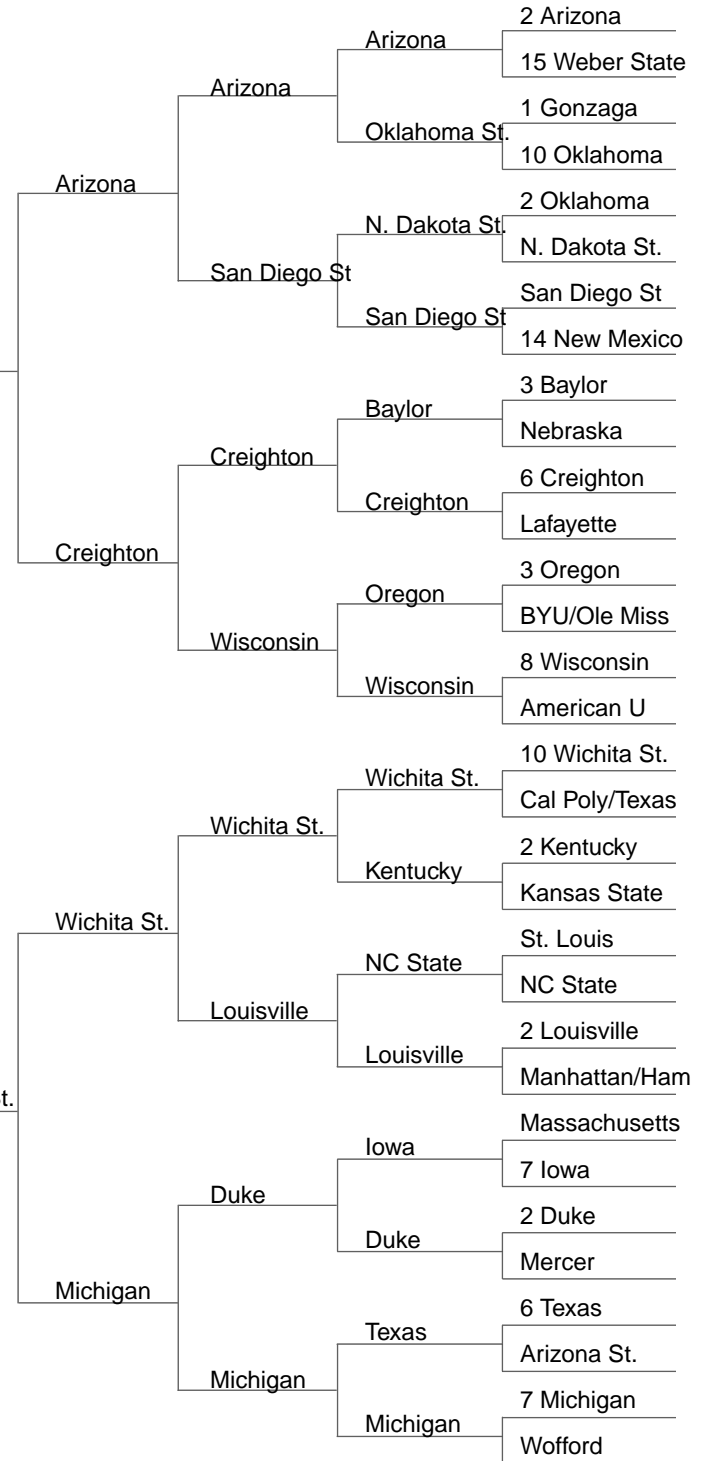 2 Arizona
Arizona
15 Weber State
Arizona
1 Gonzaga
Oklahoma St.
10 Oklahoma
Arizona
2 Oklahoma
N. Dakota St.
N. Dakota St.
San Diego St
San Diego St
San Diego St
14 New Mexico
3 Baylor
Baylor
Nebraska
Creighton
6 Creighton
Creighton
Lafayette
Creighton
3 Oregon
Oregon
BYU/Ole Miss
Wisconsin
8 Wisconsin
Wisconsin
American U
10 Wichita St.
Wichita St.
Cal Poly/Texas
Wichita St.
2 Kentucky
Kentucky
Kansas State
Wichita St.
St. Louis
NC State
NC State
Louisville
2 Louisville
Louisville
Manhattan/Ham
t.
Massachusetts
Iowa
7 Iowa
Duke
2 Duke
Duke
Mercer
Michigan
6 Texas
Texas
Arizona St.
Michigan
7 Michigan
Michigan
Wofford